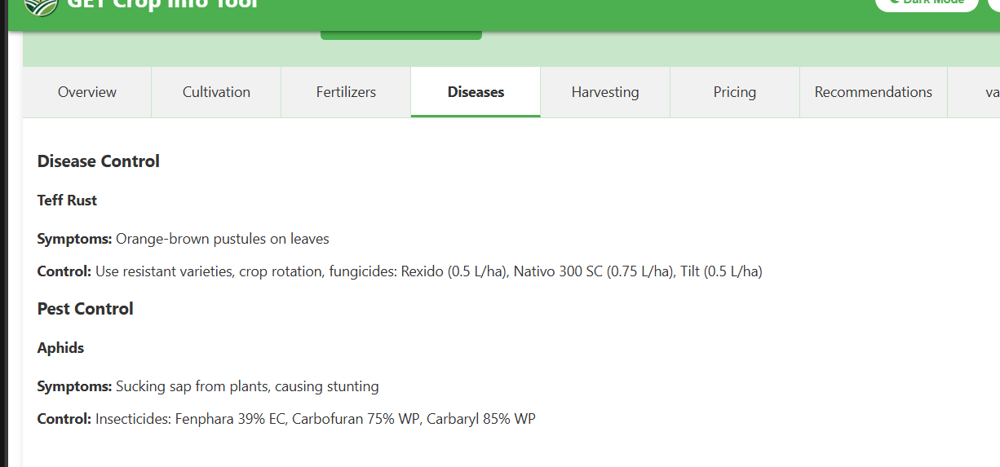 GET Crop Info Tool
Dark Mode
Overview
Cultivation
Fertilizers
Diseases
Harvesting
Pricing
Recommendations
va
Disease Control
Teff Rust
Symptoms: Orange-brown pustules on leaves
Control: Use resistant varieties, crop rotation, fungicides: Rexido (0.5 L/ha), Nativo 300 SC (0.75 L/ha), Tilt (0.5 L/ha)
Pest Control
Aphids
Symptoms: Sucking sap from plants, causing stunting
Control: Insecticides: Fenphara 39% EC, Carbofuran 75% WP, Carbaryl 85% WP